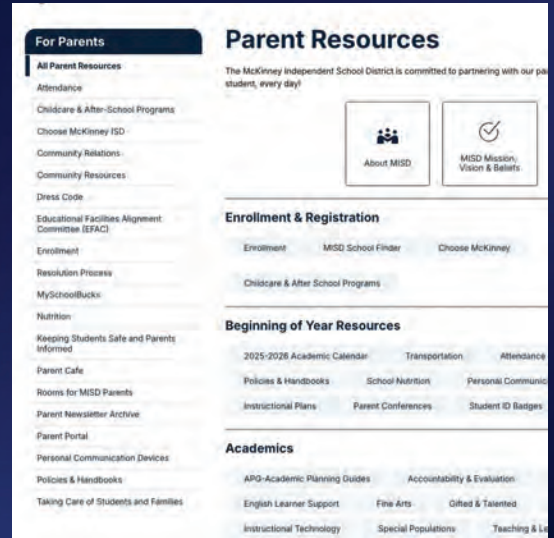 For Parents
All Parent Resources
Attendance
Childcare & After-School Programs
Choose McKinney ISD
Community Relations
Community Resources
Dress Code
Educational Facilities Alignment
Committee (EFAC)
Enrollment
Resolution Process
MySchoolBucks
Nutrition
Keeping Students Safe and Parents
Informed
Parent Cafe
Rooms for MISD Parents
Parent Newsletter Archive
Parent Portal
Personal Communication Devices
Policies & Handbooks
Taking Care of Students and Families
Parent Resources
The McKinney Independent School District is committed to partnering with our
student, every day!
About MISD
MISD Mission,
Vision & Beliefs
Enrollment & Registration
Enrollment MISD School Finder Choose McKinney
Childcare & After School Programs
Beginning of Year Resources
2025-2026 Academic Calendar Transportation Attendance
Policies & Handbooks School Nutrition Personal
Instructional Plans Parent Conferences Student ID Badges
Academics
APG-Academic Planning Guides Accountability & Evaluation
English Learner Support Fine Arts Gifted & Talented
Instructional Technology Special Populations Teaching &